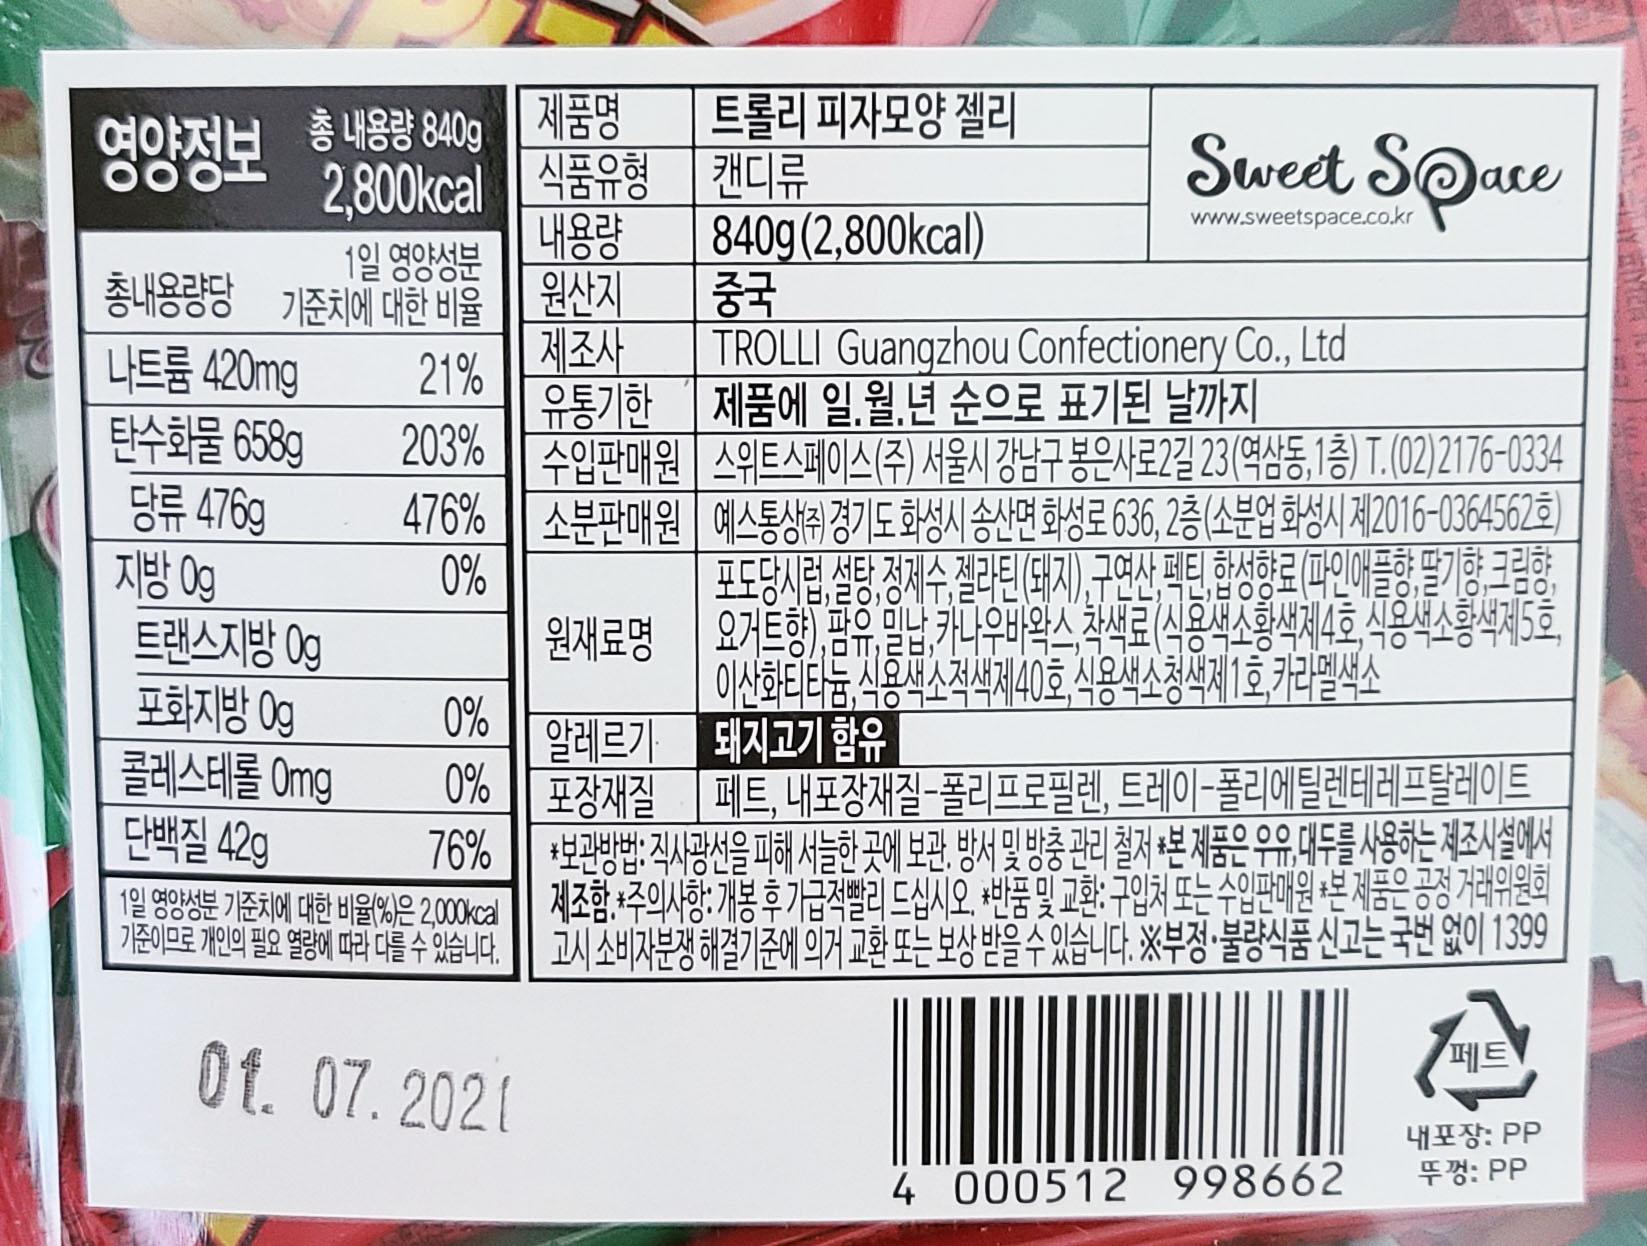 영양정보
총 내용량 840g
2,800kcal
총내용량당
1일 영양성분
기준치에 대한 비율
나트륨 420mg 21%
탄수화물 658g 203%
당류 476g 476%
지방 0g 0%
트랜스지방 0g
포화지방 0g 0%
콜레스테롤 0mg 0%
단백질 42g 76%
1일 영양성분 기준치에 대한 비율(%)은 2,000kcal
기준이므로 개인의 필요 열량에 따라 다를 수 있습니다.
제품명 트롤리 피자모양 젤리
식품유형 캔디류
내용량 840g(2,800kcal)
Sweet Space
www.sweetspace.co.kr
원산지 중국
제조사 TROLLI Guangzhou Confectionery Co., Ltd
유통기한 제품에 일.월.년 순으로 표기된 날까지
수입판매원 스위트스페이스(주) 서울시 강남구 봉은사로2길 23(역삼동,1층) T.(02)2176-0334
소분판매원 예스통상(주) 경기도 화성시 송산면 화성로 636, 2층(소분업 화성시 제2016-0364562호)
원재료명
포도당시럽,설탕,정제수,젤라틴(돼지),구연산,펙틴,합성향료(파인애플향,딸기향,크림향,
요거트향),팜유,밀납,카나우바왁스,착색료(식용색소황색제4호,식용색소황색제5호,
이산화티타늄,식용색소적색제40호,식용색소청색제1호,카라멜색소
알레르기 돼지고기 함유
포장재질 페트, 내포장재질-폴리프로필렌, 트레이-폴리에틸렌테레프탈레이트
*보관방법: 직사광선을 피해 서늘한 곳에 보관. 방서 및 방충 관리 철저 *본 제품은 우유,대두를 사용하는 제조시설에서
제조함.*주의사항: 개봉 후 가급적빨리 드십시오. *반품 및 교환: 구입처 또는 수입판매원 *본 제품은 공정 거래위원회
고시 소비자분쟁 해결기준에 의거 교환 또는 보상 받을 수 있습니다. ※부정·불량식품 신고는 국번 없이 1399
01. 07. 2021
4 000512 998662
페트
내포장: PP
뚜껑: PP